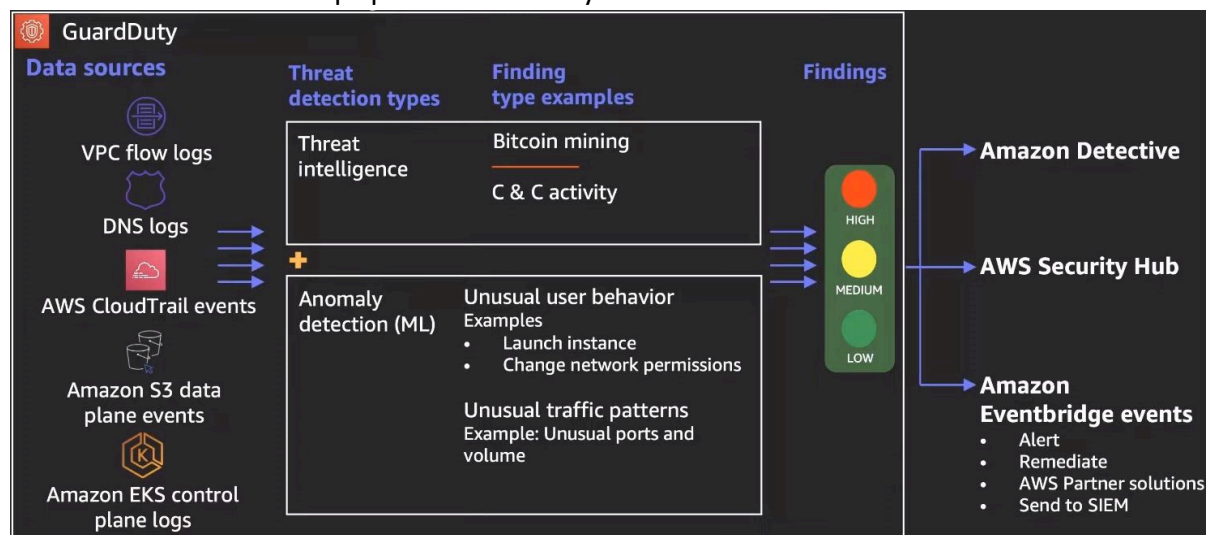 GuardDuty
Data sources
VPC flow logs
DNS logs
AWS CloudTrail events
Amazon S3 data
plane events
Amazon EKS control
plane logs
Threat
detection types
Finding
type examples
Threat
intelligence
Bitcoin mining
C & C activity
Anomaly
detection (ML)
Unusual user behavior
Examples
• Launch instance
• Change network permissions
Unusual traffic patterns
Example: Unusual ports and
volume
Findings
HIGH
MEDIUM
LOW
Amazon Detective
AWS Security Hub
Amazon
Eventbridge events
• Alert
• Remediate
• AWS Partner solutions
• Send to SIEM